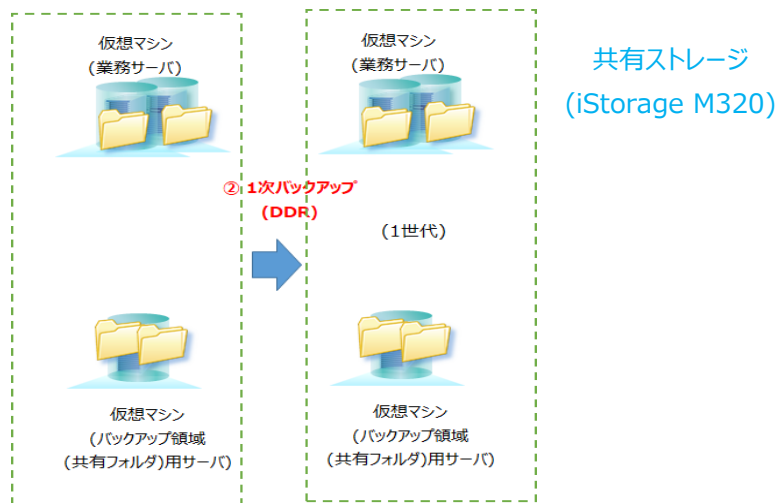 仮想マシン
(業務サーバ)
仮想マシン
(業務サーバ)
共有ストレージ
(iStorage M320)
② 1次バックアップ
(DDR)
(1世代)
仮想マシン
(バックアップ領域
(共有フォルダ)用サーバ)
仮想マシン
(バックアップ領域
(共有フォルダ)用サーバ)